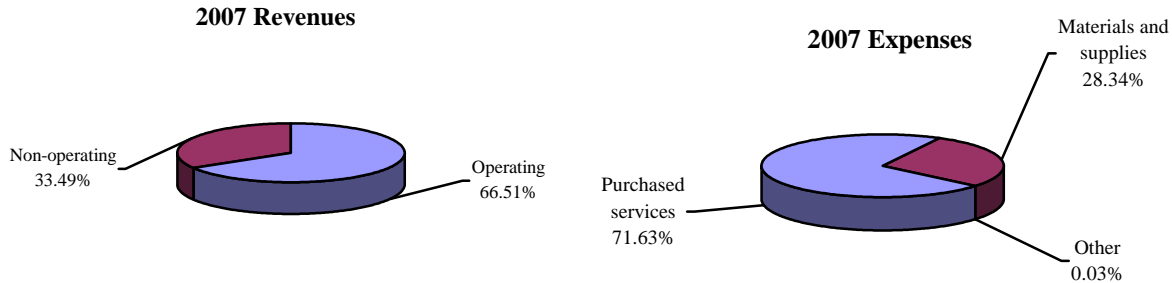 2007 Revenues
Non-operating
33.49%
Operating
66.51%
2007 Expenses
Materials and
supplies
28.34%
Purchased
services
71.63%
Other
0.03%